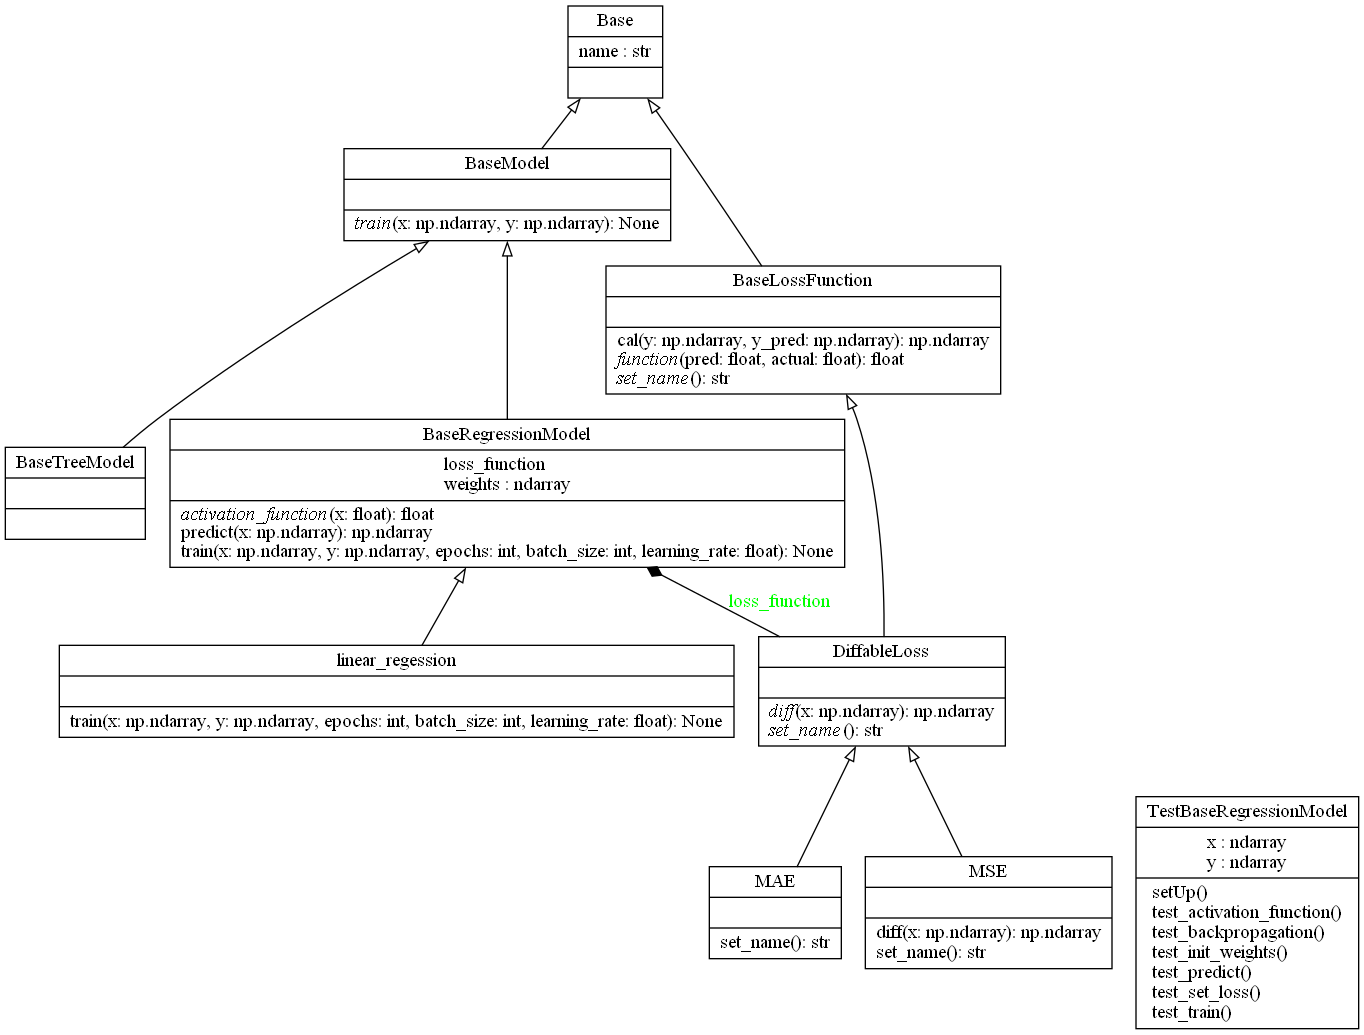 Base
name : str
BaseModel
train(x: np.ndarray, y: np.ndarray): None
BaseLossFunction
cal(y: np.ndarray, y_pred: np.ndarray): np.ndarray
function(pred: float, actual: float): float
set_name(): str
BaseTreeModel
BaseRegressionModel
loss_function
weights : ndarray
activation_function(x: float): float
predict(x: np.ndarray): np.ndarray
train(x: np.ndarray, y: np.ndarray, epochs: int, batch_size: int, learning_rate: float): None
loss_function
linear_regession
train(x: np.ndarray, y: np.ndarray, epochs: int, batch_size: int, learning_rate: float): None
DiffableLoss
diff(x: np.ndarray): np.ndarray
set_name(): str
MAE
set_name(): str
MSE
diff(x: np.ndarray): np.ndarray
set_name(): str
TestBaseRegressionModel
x : ndarray
y : ndarray
setUp()
test_activation_function()
test_backpropagation()
test_init_weights()
test_predict()
test_set_loss()
test_train()